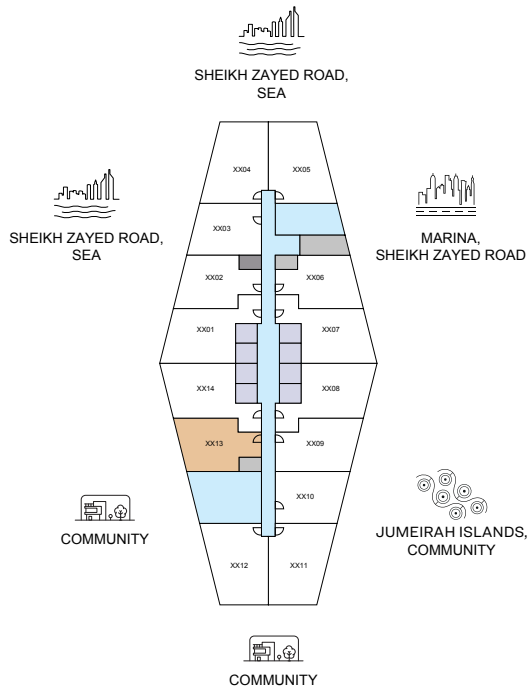 SHEIKH ZAYED ROAD,
SEA
XX04
XX05
SHEIKH ZAYED ROAD,
SEA
MARINA,
SHEIKH ZAYED ROAD
XX03
XX02
XX06
XX01
XX07
XX14
XX08
XX13
XX09
XX10
COMMUNITY
JUMEIRAH ISLANDS,
COMMUNITY
XX12
XX11
COMMUNITY